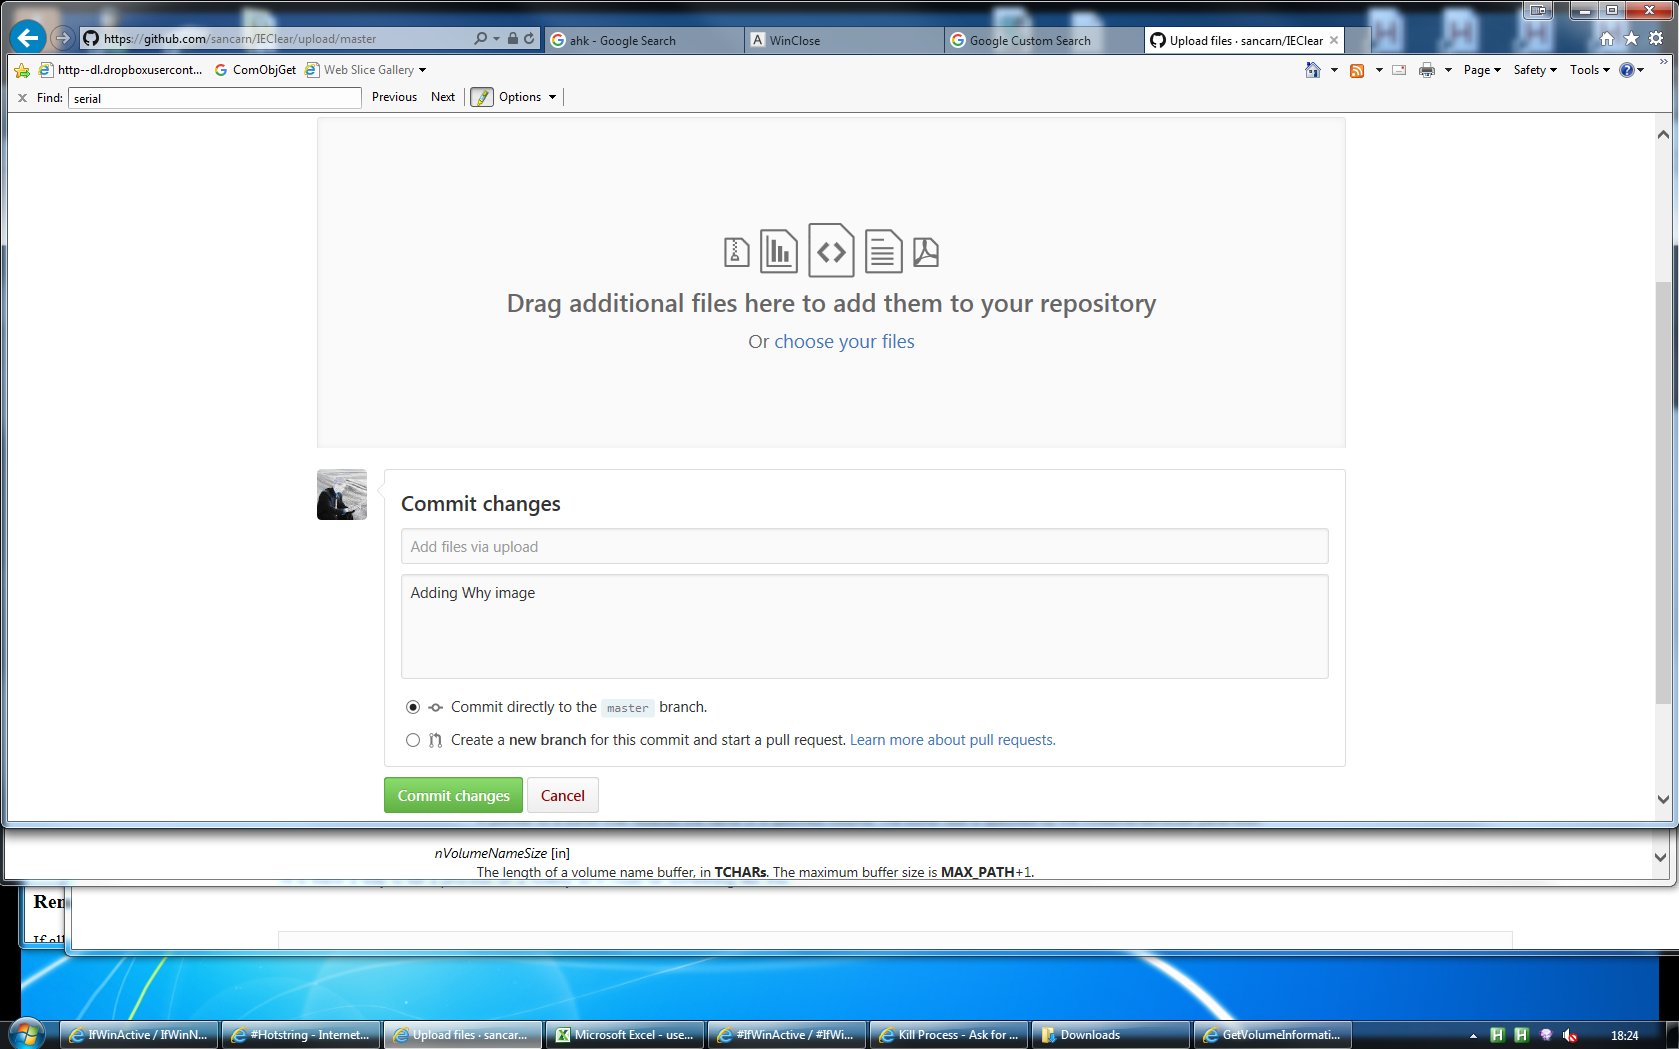 https://github.com/sancarn/IEClear/upload/master
ahk - Google Search
WinClose
Google Custom Search
Upload files · sancarn/IEClear
http--dl.dropboxusercont...
ComObjGet
Web Slice Gallery
Page
Safety
Tools
Find:
serial
Previous
Next
Options
Drag additional files here to add them to your repository
Or choose your files
Commit changes
Add files via upload
Adding Why image
Commit directly to the master branch.
Create a new branch for this commit and start a pull request. Learn more about pull requests.
Commit changes
Cancel
nVolumeNameSize [in]
The length of a volume name buffer, in TCHARs. The maximum buffer size is MAX_PATH+1.
Rem
IfWinActive / IfWinN...
#Hotstring - Internet...
Upload files · sancar...
Microsoft Excel - use...
#IfWinActive / #IfWi...
Kill Process - Ask for ...
Downloads
GetVolumeInformati...
18:24